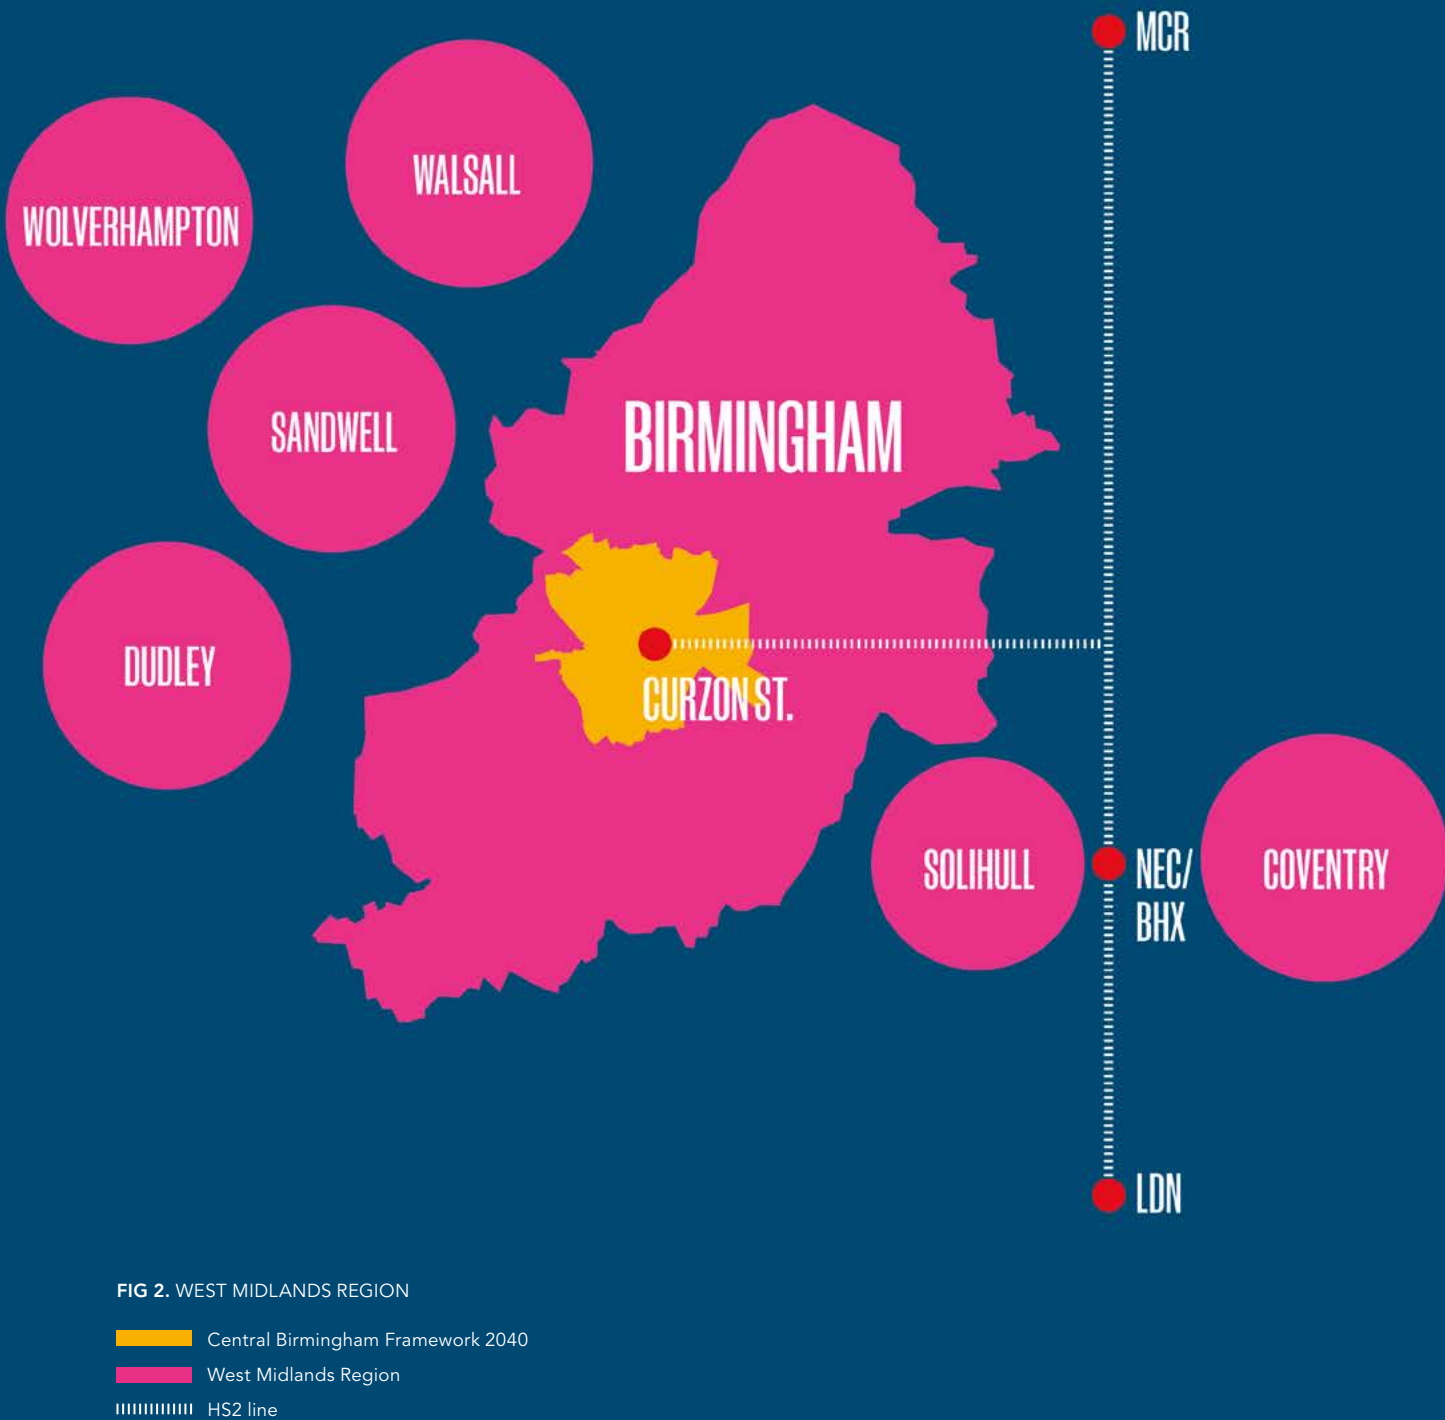 MCR
WALSALL
WOLVERHAMPTON
SANDWELL
BIRMINGHAM
DUDLEY
CURZON ST.
SOLIHULL
NEC/
BHX
COVENTRY
LDN
FIG 2. WEST MIDLANDS REGION
Central Birmingham Framework 2040
West Midlands Region
HS2 line